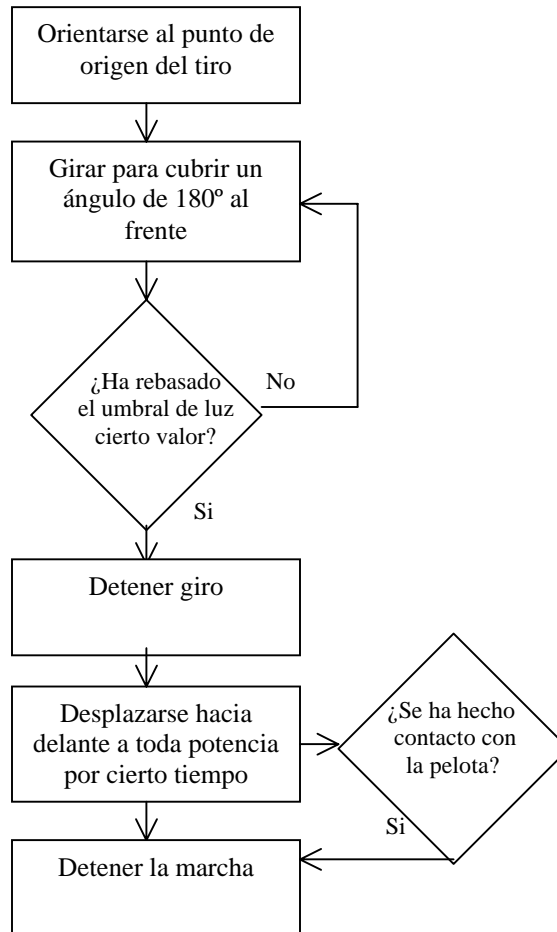 Orientarse al punto de
origen del tiro
Girar para cubrir un
ángulo de 180º al
frente
¿Ha rebasado
el umbral de luz
cierto valor?
No
Si
Detener giro
Desplazarse hacia
delante a toda potencia
por cierto tiempo
¿Se ha hecho
contacto con
la pelota?
Si
Detener la marcha